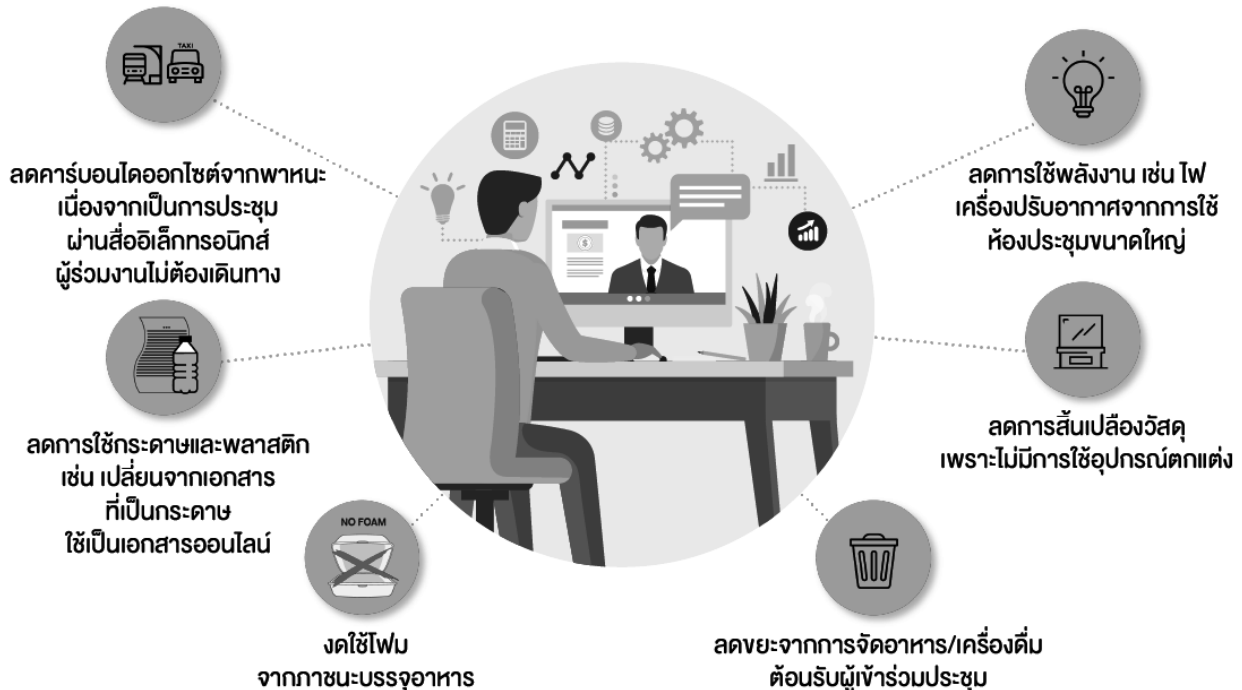 TAXI
ลดคาร์บอนไดออกไซต์จากพาหนะ
เนื่องจากเป็นการประชุม
ผ่านสื่ออิเล็กทรอนิกส์
ผู้ร่วมงานไม่ต้องเดินทาง
ลดการใช้พลังงาน เช่น ไฟ
เครื่องปรับอากาศจากการใช้
ห้องประชุมขนาดใหญ่
ลดการใช้กระดาษและพลาสติก
เช่น เปลี่ยนจากเอกสาร
ที่เป็นกระดาษ
ใช้เป็นเอกสารออนไลน์
ลดการสิ้นเปลืองวัสดุ
เพราะไม่มีการใช้อุปกรณ์ตกแต่ง
NO FOAM
งดใช้โฟม
จากภาชนะบรรจุอาหาร
ลดขยะจากการจัดอาหาร/เครื่องดื่ม
ต้อนรับผู้เข้าร่วมประชุม
$